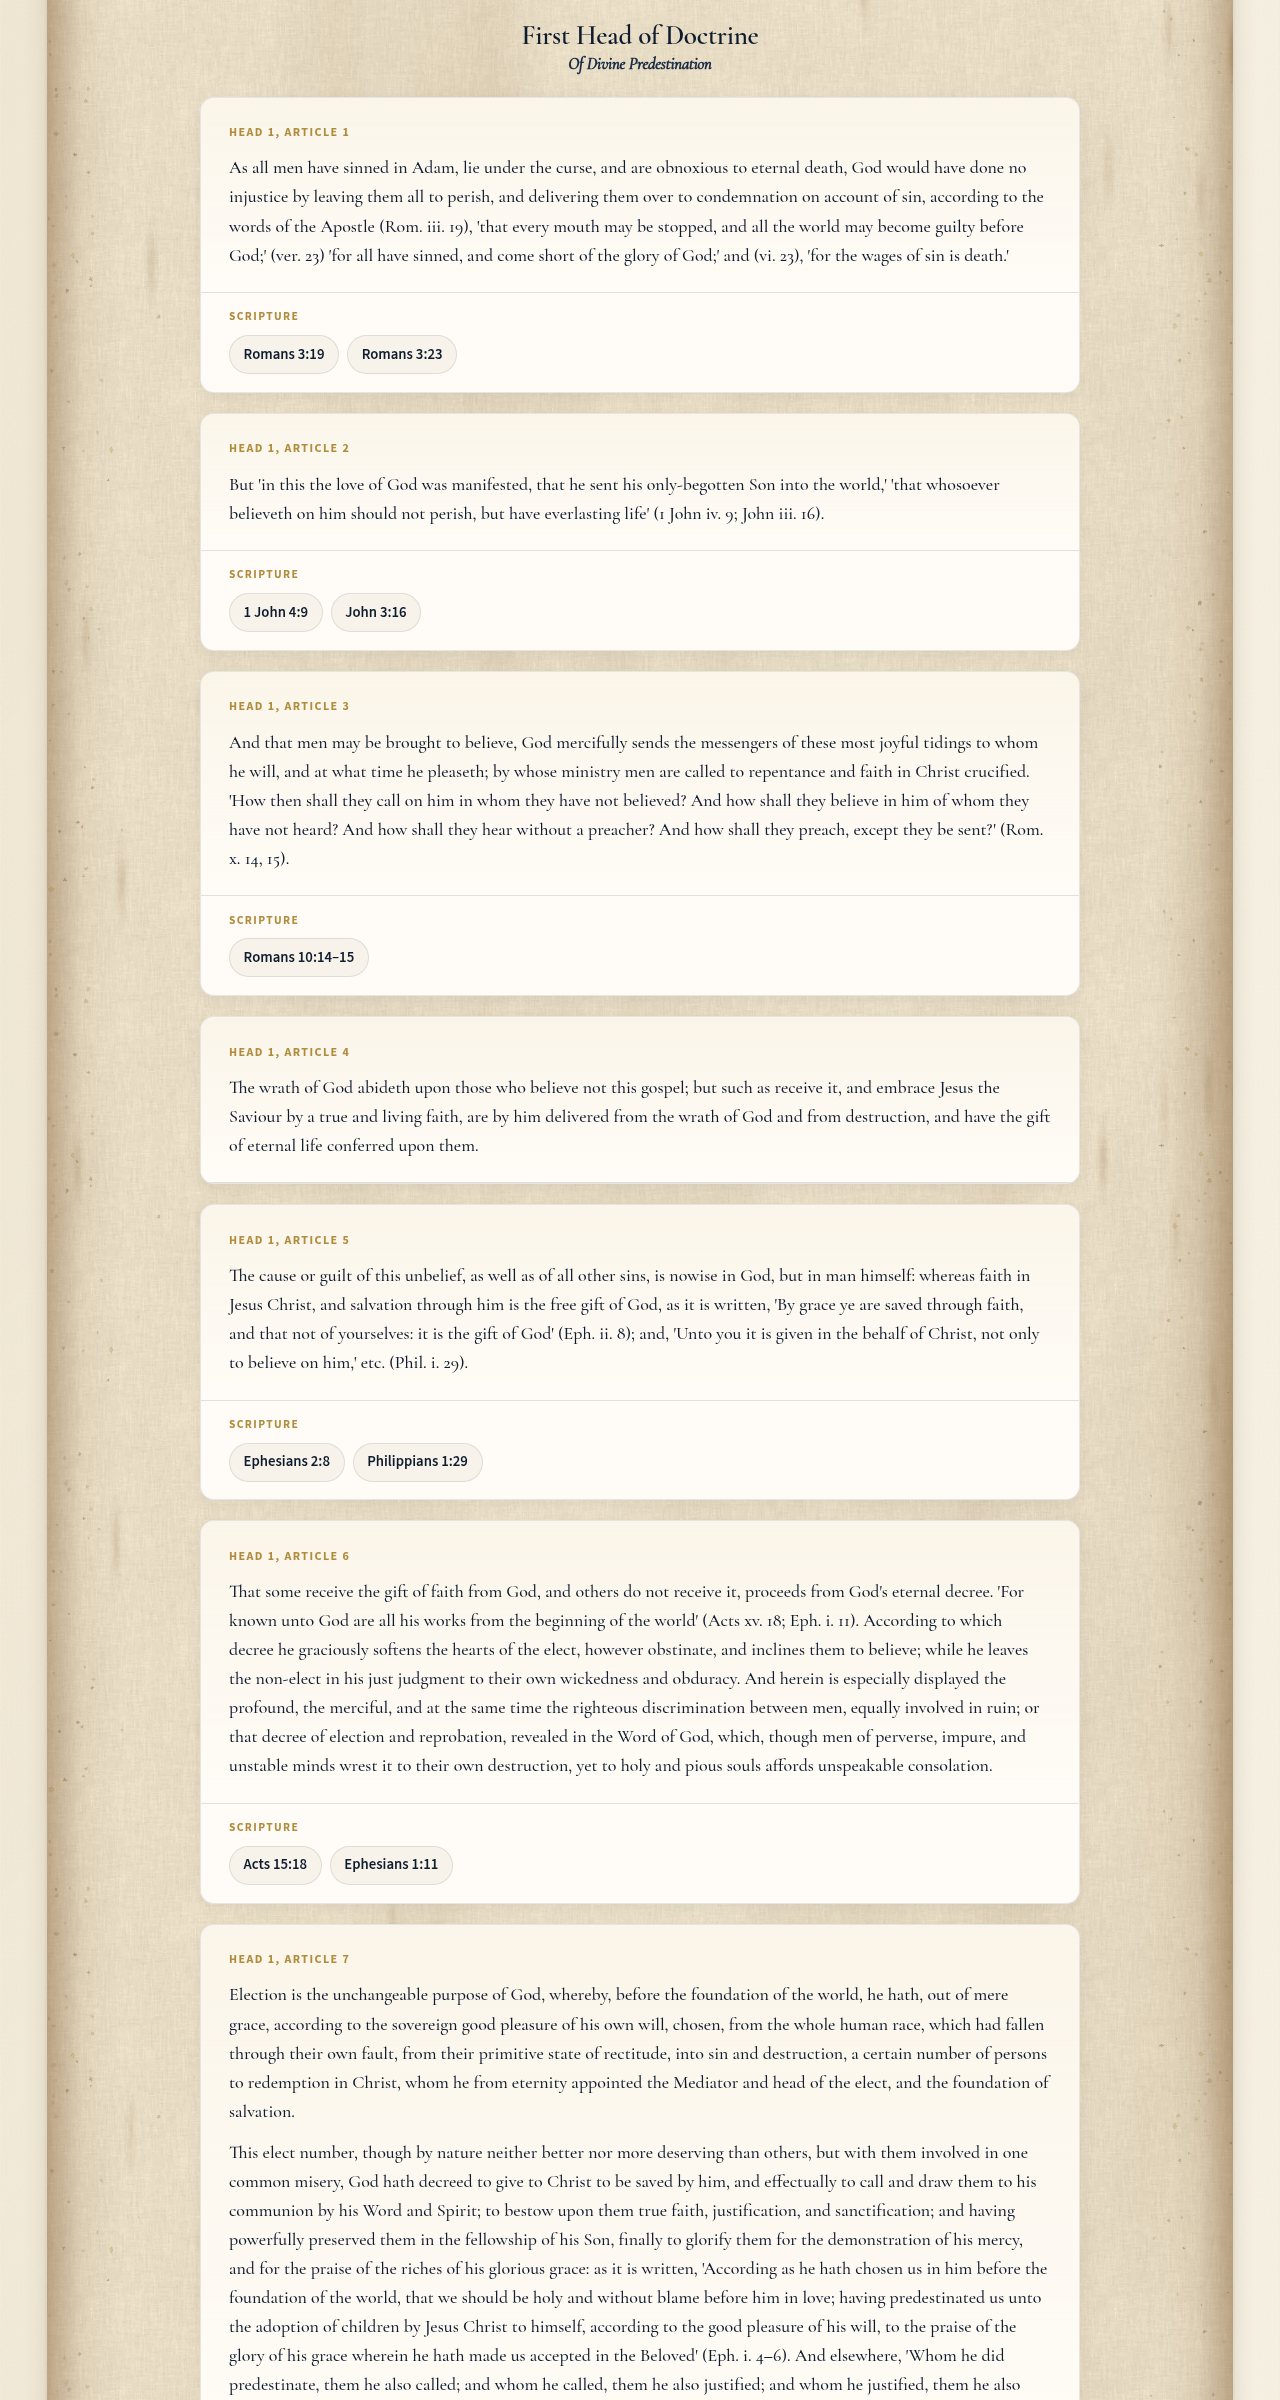 First Head of Doctrine
Of Divine Predestination
HEAD 1, ARTICLE 1
As all men have sinned in Adam, lie under the curse, and are obnoxious to eternal death, God would have done no
injustice by leaving them all to perish, and delivering them over to condemnation on account of sin, according to the
words of the Apostle (Rom. iii. 19), 'that every mouth may be stopped, and all the world may become guilty before
God;' (ver. 23) 'for all have sinned, and come short of the glory of God;' and (vi. 23), 'for the wages of sin is death.'
SCRIPTURE
Romans 3:19 Romans 3:23
HEAD 1, ARTICLE 2
But 'in this the love of God was manifested, that he sent his only-begotten Son into the world,' 'that whosoever
believeth on him should not perish, but have everlasting life' (1 John iv. 9; John iii. 16).
SCRIPTURE
1 John 4:9 John 3:16
HEAD 1, ARTICLE 3
And that men may be brought to believe, God mercifully sends the messengers of these most joyful tidings to whom
he will, and at what time he pleaseth; by whose ministry men are called to repentance and faith in Christ crucified.
'How then shall they call on him in whom they have not believed? And how shall they believe in him of whom they
have not heard? And how shall they hear without a preacher? And how shall they preach, except they be sent?' (Rom.
x. 14, 15).
SCRIPTURE
Romans 10:14–15
HEAD 1, ARTICLE 4
The wrath of God abideth upon those who believe not this gospel; but such as receive it, and embrace Jesus the
Saviour by a true and living faith, are by him delivered from the wrath of God and from destruction, and have the gift
of eternal life conferred upon them.
HEAD 1, ARTICLE 5
The cause or guilt of this unbelief, as well as of all other sins, is nowise in God, but in man himself: whereas faith in
Jesus Christ, and salvation through him is the free gift of God, as it is written, 'By grace ye are saved through faith,
and that not of yourselves: it is the gift of God' (Eph. ii. 8); and, 'Unto you it is given in the behalf of Christ, not only
to believe on him,' etc. (Phil. i. 29).
SCRIPTURE
Ephesians 2:8 Philippians 1:29
HEAD 1, ARTICLE 6
That some receive the gift of faith from God, and others do not receive it, proceeds from God's eternal decree. 'For
known unto God are all his works from the beginning of the world' (Acts xv. 18; Eph. i. 11). According to which
decree he graciously softens the hearts of the elect, however obstinate, and inclines them to believe; while he leaves
the non-elect in his just judgment to their own wickedness and obduracy. And herein is especially displayed the
profound, the merciful, and at the same time the righteous discrimination between men, equally involved in ruin; or
that decree of election and reprobation, revealed in the Word of God, which, though men of perverse, impure, and
unstable minds wrest it to their own destruction, yet to holy and pious souls affords unspeakable consolation.
SCRIPTURE
Acts 15:18 Ephesians 1:11
HEAD 1, ARTICLE 7
Election is the unchangeable purpose of God, whereby, before the foundation of the world, he hath, out of mere
grace, according to the sovereign good pleasure of his own will, chosen, from the whole human race, which had fallen
through their own fault, from their primitive state of rectitude, into sin and destruction, a certain number of persons
to redemption in Christ, whom he from eternity appointed the Mediator and head of the elect, and the foundation of
salvation.
This elect number, though by nature neither better nor more deserving than others, but with them involved in one
common misery, God hath decreed to give to Christ to be saved by him, and effectually to call and draw them to his
communion by his Word and Spirit; to bestow upon them true faith, justification, and sanctification; and having
powerfully preserved them in the fellowship of his Son, finally to glorify them for the demonstration of his mercy,
and for the praise of the riches of his glorious grace: as it is written, 'According as he hath chosen us in him before the
foundation of the world, that we should be holy and without blame before him in love; having predestinated us unto
the adoption of children by Jesus Christ to himself, according to the good pleasure of his will, to the praise of the
glory of his grace wherein he hath made us accepted in the Beloved' (Eph. i. 4–6). And elsewhere, 'Whom he did
predestinate, them he also called; and whom he called, them he also justified; and whom he justified, them he also